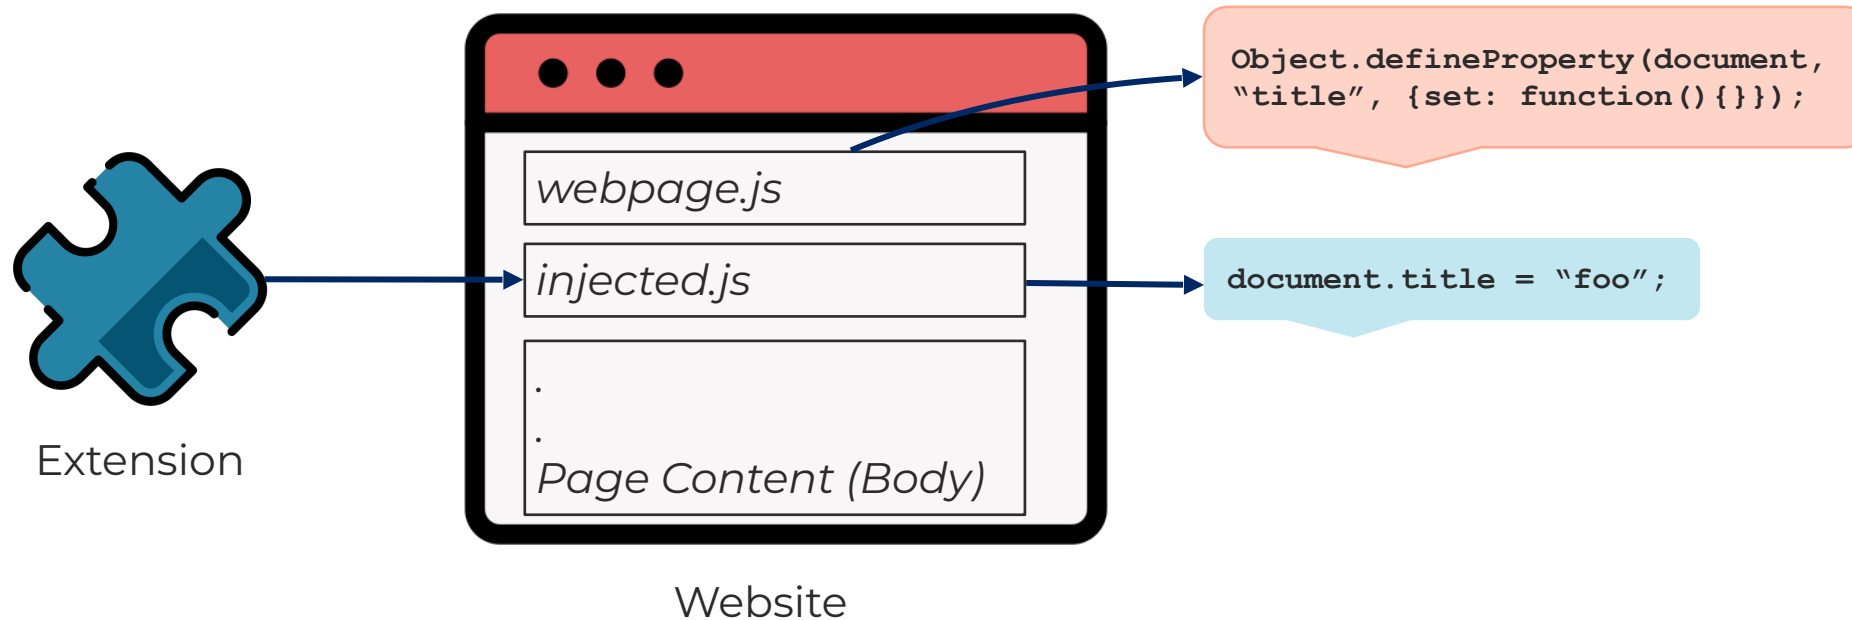 Object.defineProperty(document,
“title”, {set: function(){}});
webpage.js
injected.js
document.title = “foo”;
.
.
Page Content (Body)
Extension
Website